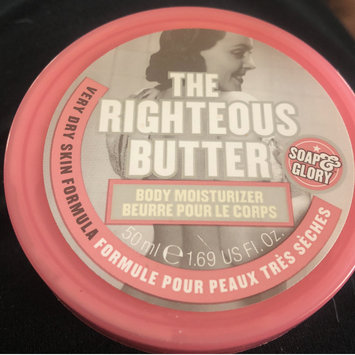 THE
RIGHTEOUS
BUTTER
SOAP &
GLORY
BODY MOISTURIZER
BEURRE POUR LE CORPS
50 ml ℮ 1.69 US Fl. Oz.
VERY DRY SKIN FORMULA
FORMULE POUR PEAUX TRÈS SÈCHES